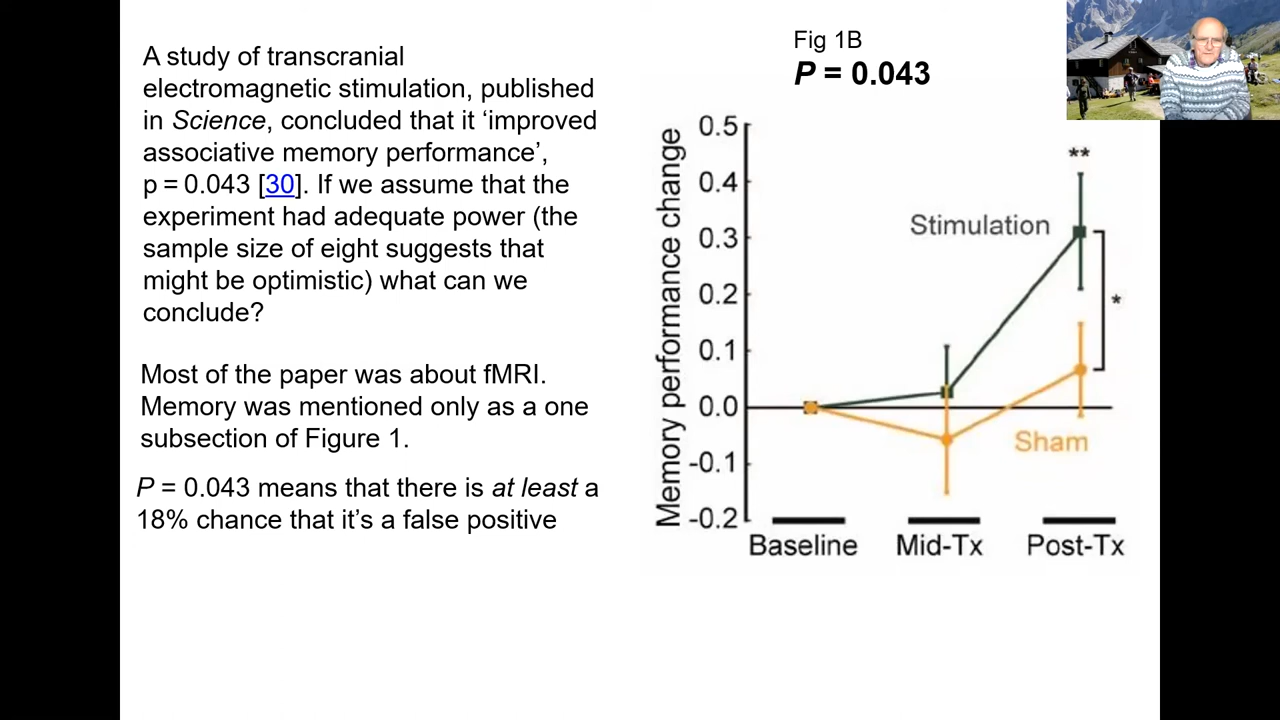 A study of transcranial
electromagnetic stimulation, published
in Science, concluded that it ‘improved
associative memory performance’,
p = 0.043 [30]. If we assume that the
experiment had adequate power (the
sample size of eight suggests that
might be optimistic) what can we
conclude?
Most of the paper was about fMRI.
Memory was mentioned only as a one
subsection of Figure 1.
P = 0.043 means that there is at least a
18% chance that it’s a false positive
Fig 1B
P = 0.043
Memory performance change
0.5
0.4
0.3
0.2
0.1
0.0
-0.1
-0.2
**
Stimulation
*
Sham
Baseline Mid-Tx Post-Tx